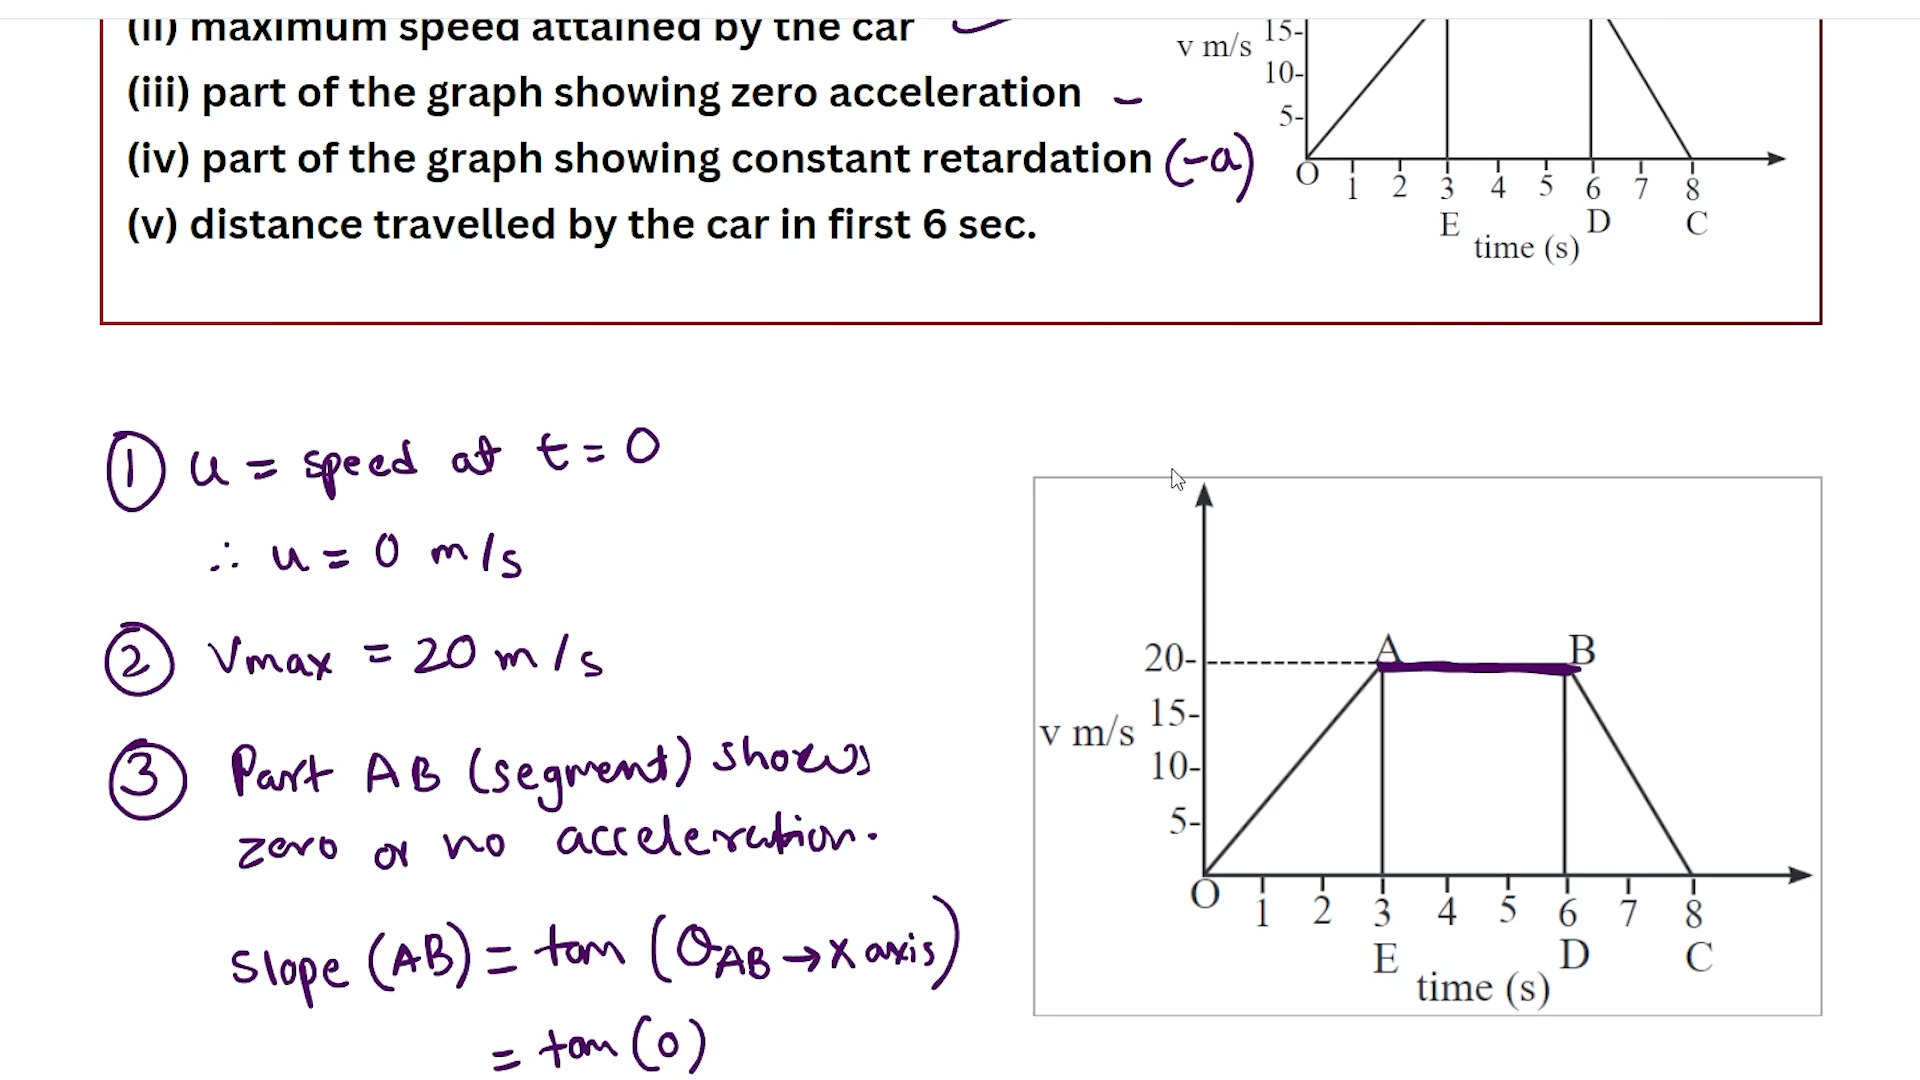 (ii) maximum speed attained by the car
(iii) part of the graph showing zero acceleration
(iv) part of the graph showing constant retardation (-a)
(v) distance travelled by the car in first 6 sec.
15-
v m/s
10-
5-
O 1 2 3 4 5 6 7 8
E D C
time (s)
① u = speed at t = 0
∴ u = 0 m/s
② Vmax = 20 m/s
③ Part AB (segment) shows
zero or no acceleration.
Slope (AB) = tan (θAB → x axis)
= tan (0)
A B
20-
15-
v m/s
10-
5-
O 1 2 3 4 5 6 7 8
E D C
time (s)